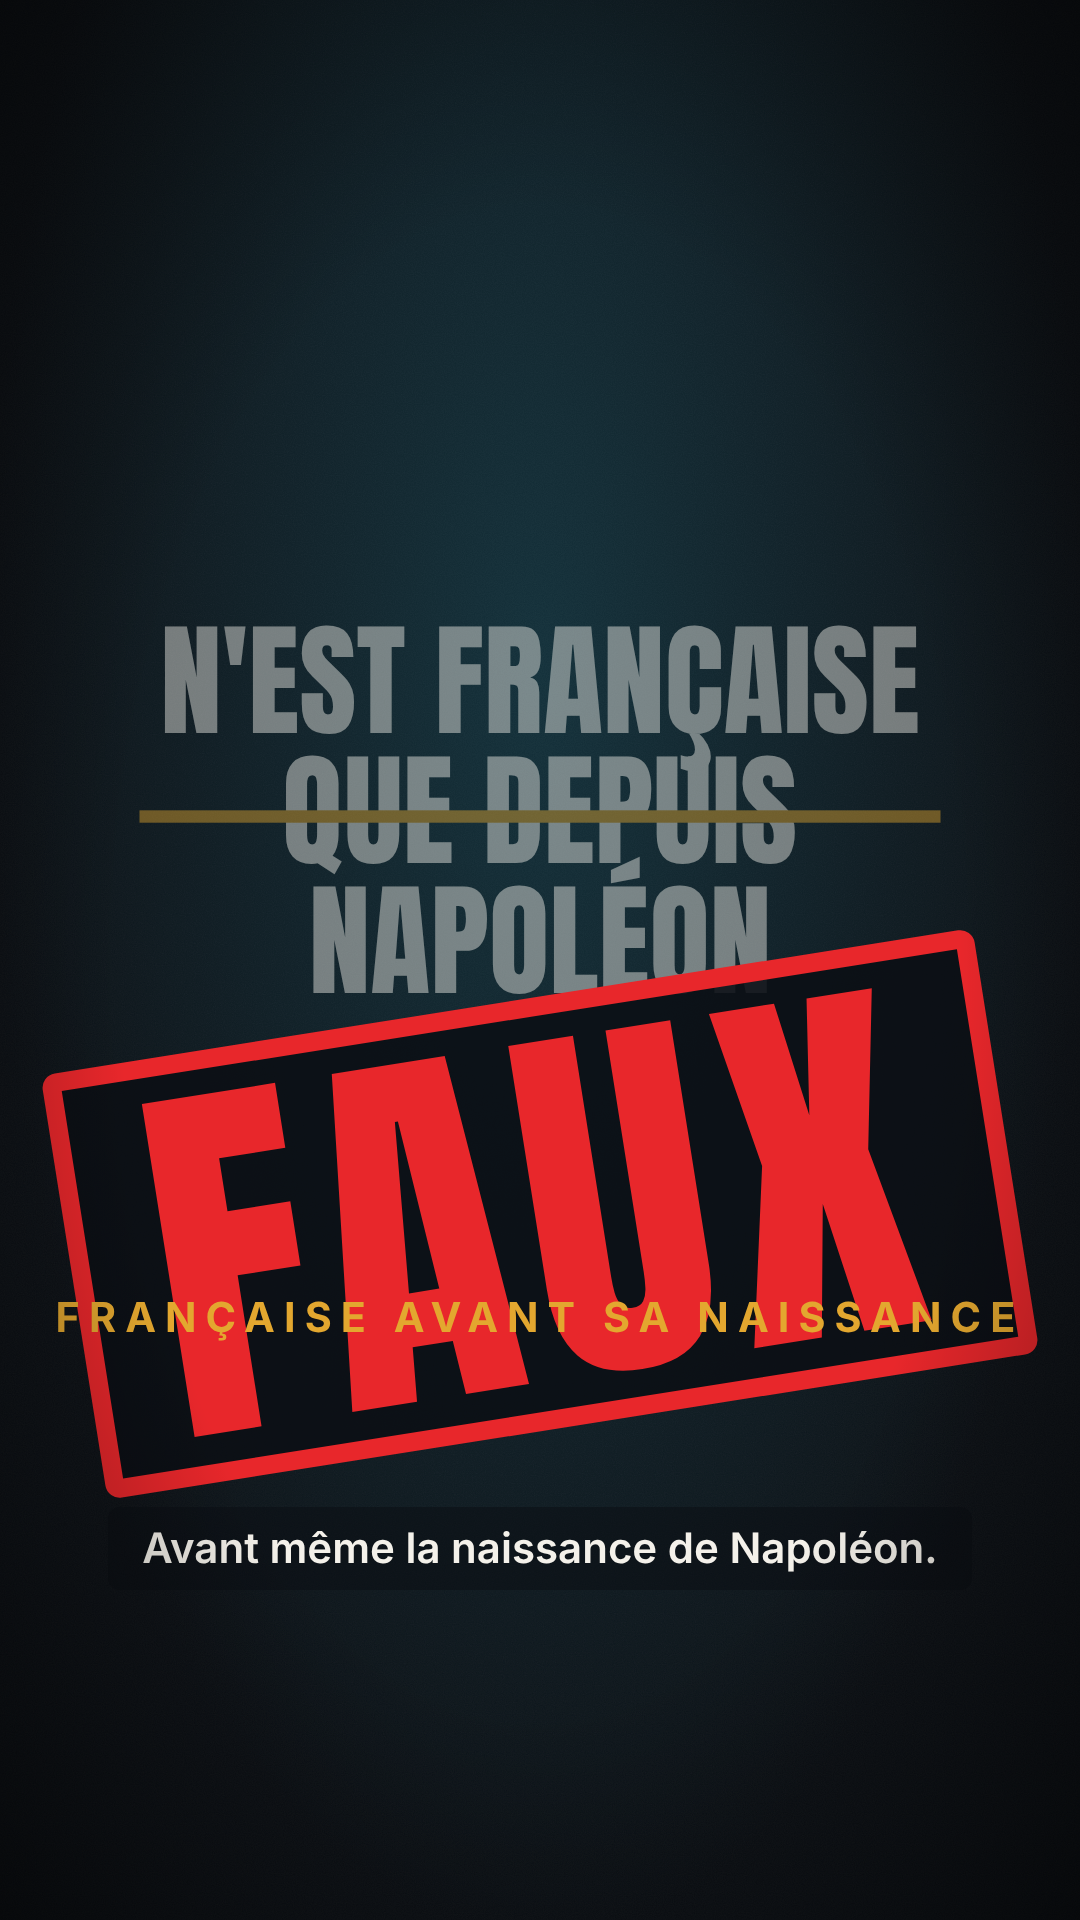 N'EST FRANÇAISE
QUE DEPUIS
NAPOLÉON
FAUX
FRANÇAISE AVANT SA NAISSANCE
Avant même la naissance de Napoléon.